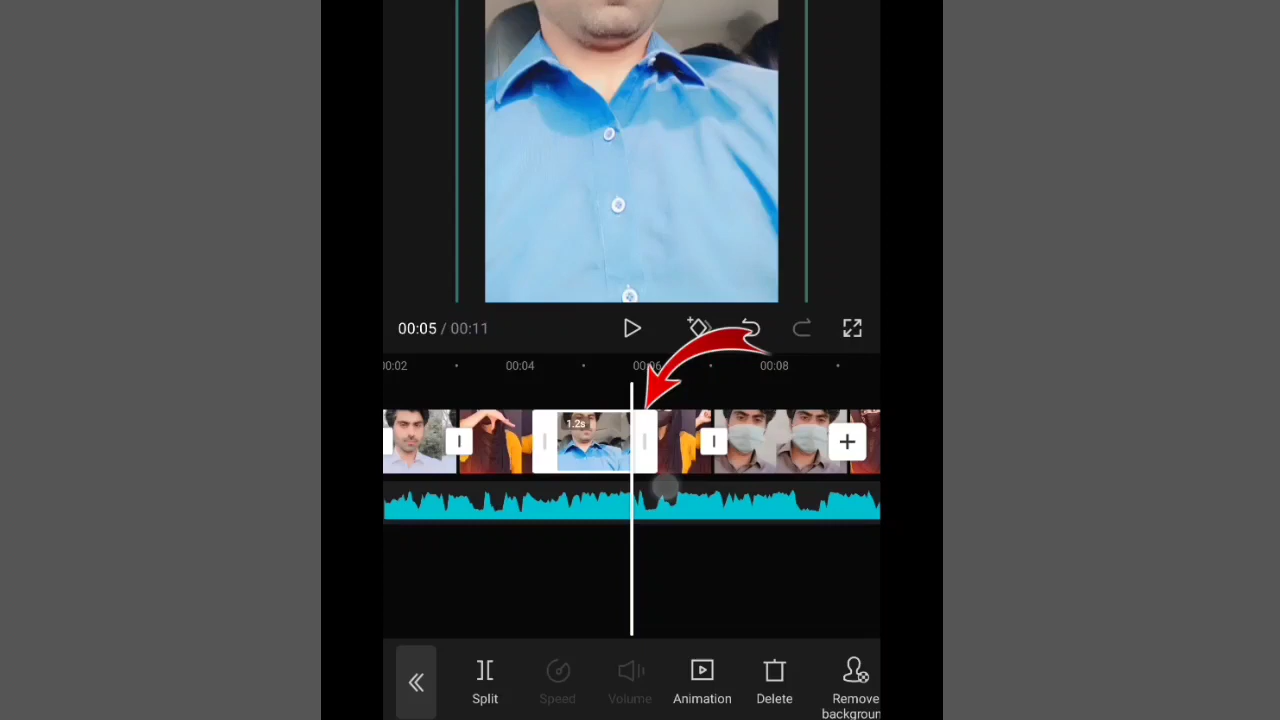 00:05 / 00:11
00:02 00:04 00:06 00:08
1.2s
Split Speed Volume Animation Delete Remove
backgroun